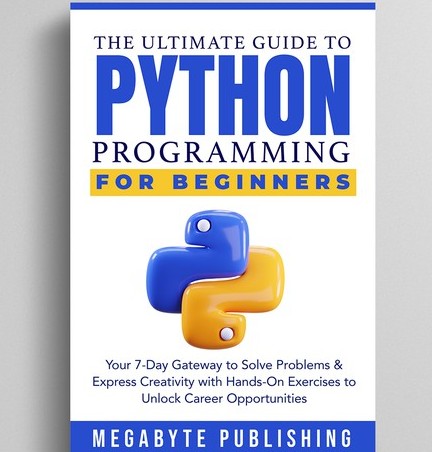 THE ULTIMATE GUIDE TO
PYTHON
PROGRAMMING
FOR BEGINNERS
Your 7-Day Gateway to Solve Problems &
Express Creativity with Hands-On Exercises to
Unlock Career Opportunities
MEGABYTE PUBLISHING